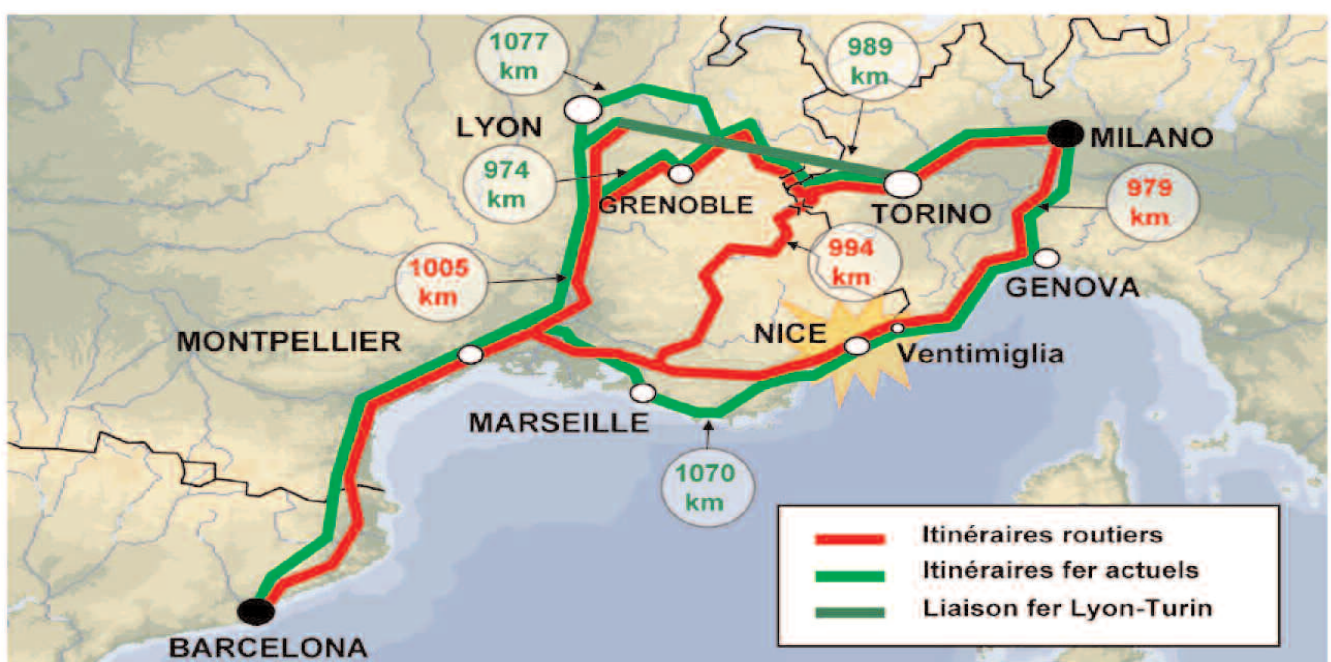 1077
km
989
km
LYON
MILANO
974
km
GRENOBLE
TORINO
979
km
1005
km
994
km
GENOVA
MONTPELLIER
NICE
Ventimiglia
MARSEILLE
1070
km
Itinéraires routiers
Itinéraires fer actuels
Liaison fer Lyon-Turin
BARCELONA